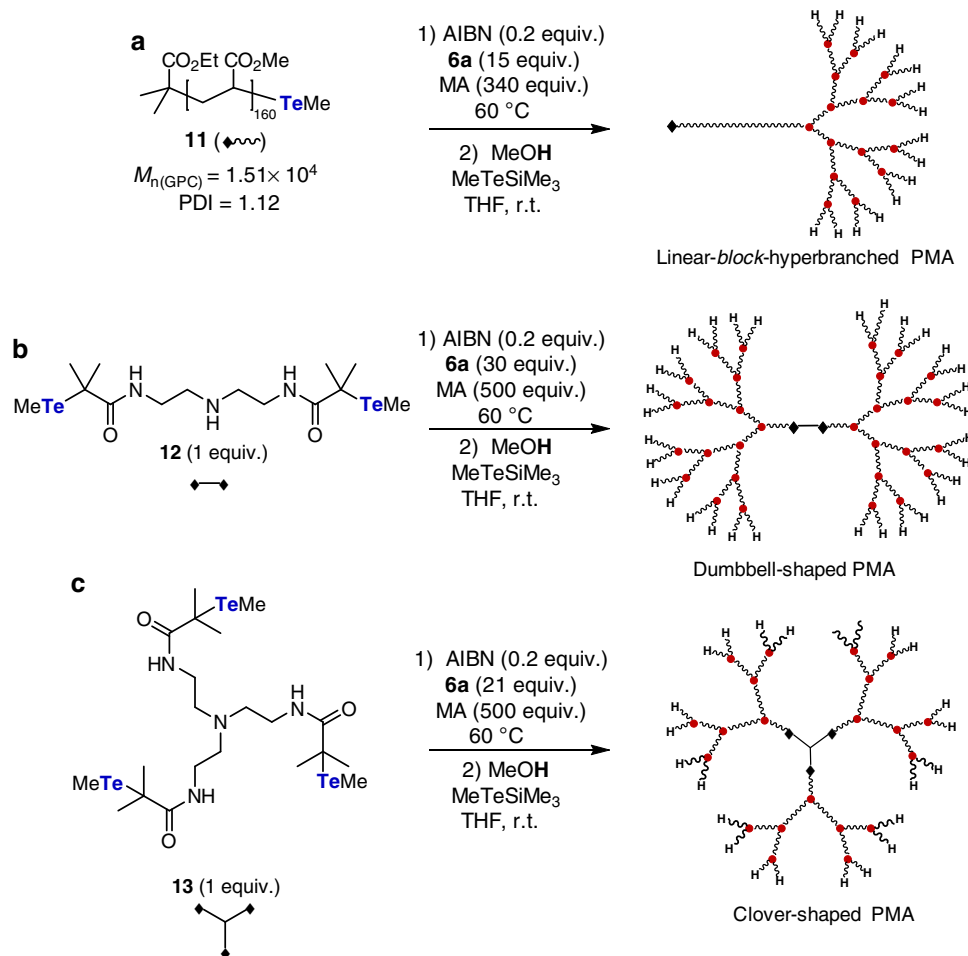 a
CO₂Et CO₂Me
160
TeMe
11 ( )
Mn(GPC) = 1.51× 10⁴
PDI = 1.12
1) AIBN (0.2 equiv.)
6a (15 equiv.)
MA (340 equiv.)
60 °C
2) MeOH
MeTeSiMe₃
THF, r.t.
H H H H H H H H H H H H H H H H
Linear-block-hyperbranched PMA
b
MeTe
O
H
N
N
H
H
N
O
TeMe
12 (1 equiv.)
1) AIBN (0.2 equiv.)
6a (30 equiv.)
MA (500 equiv.)
60 °C
2) MeOH
MeTeSiMe₃
THF, r.t.
H H H H H H H H H H H H H H H H
H H H H H H H H H H H H H H H H
Dumbbell-shaped PMA
c
TeMe
O
HN
N
H
N
O
TeMe
MeTe
NH
O
13 (1 equiv.)
1) AIBN (0.2 equiv.)
6a (21 equiv.)
MA (500 equiv.)
60 °C
2) MeOH
MeTeSiMe₃
THF, r.t.
H H H H H H H H H H H
H H H H H H H H H H H
Clover-shaped PMA